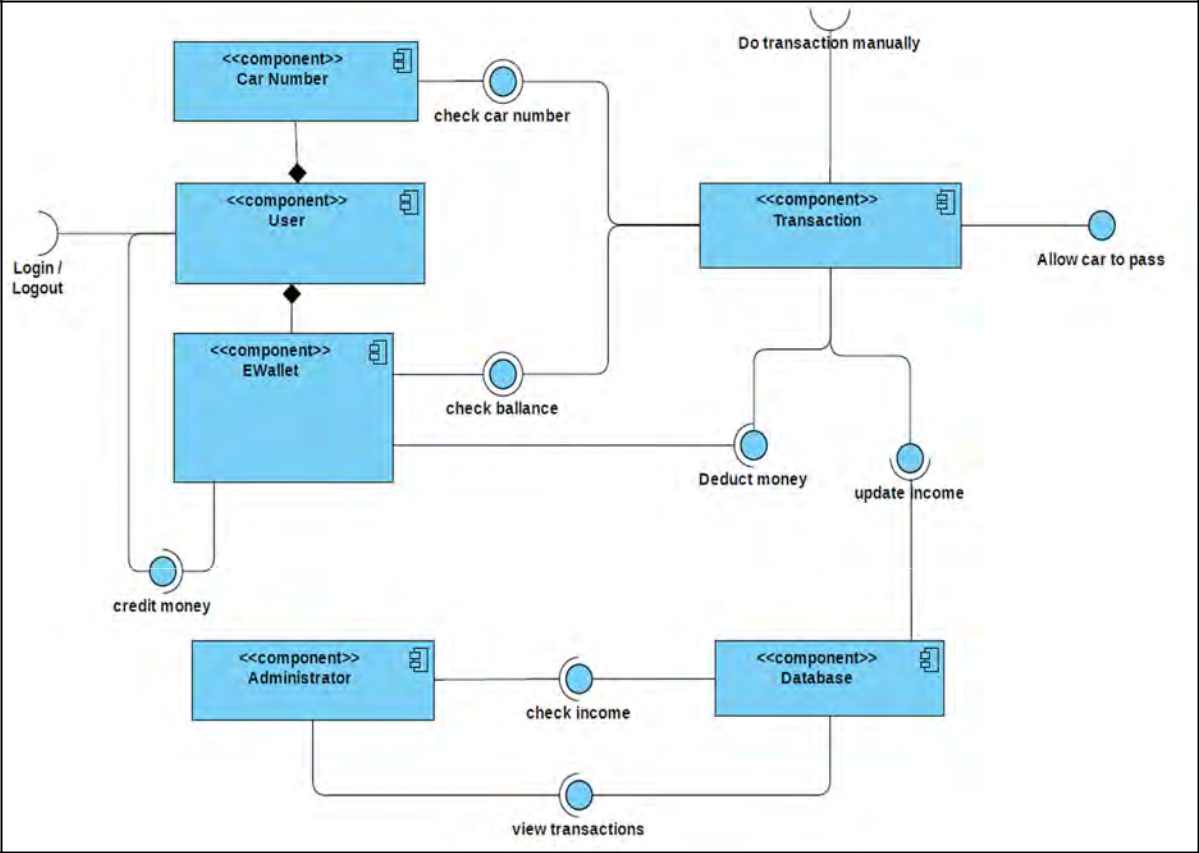 Do transaction manually
<<component>>
Car Number
check car number
<<component>>
User
<<component>>
Transaction
Login /
Logout
Allow car to pass
<<component>>
EWallet
check ballance
Deduct money
update income
credit money
<<component>>
Administrator
<<component>>
Database
check income
view transactions